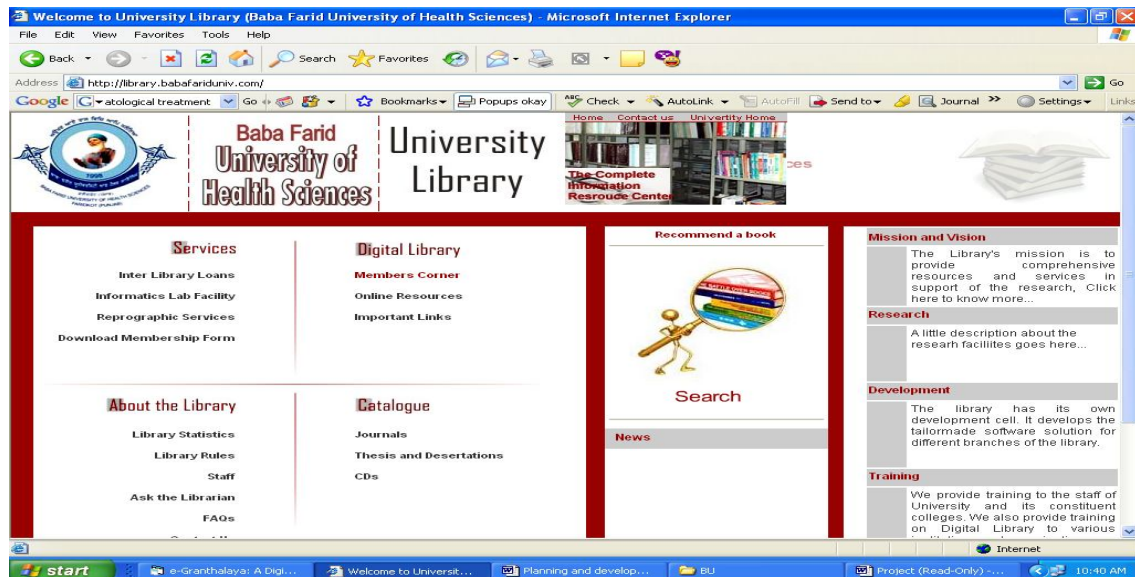 Welcome to University Library (Baba Farid University of Health Sciences) - Microsoft Internet Explorer
File Edit View Favorites Tools Help
Back Search Favorites
Address http://library.babafariduniv.com/ Go
Google atological treatment Go Bookmarks Popups okay Check AutoLink AutoFill Send to Journal >> Settings Links
Home Contact us Univertity Home
Baba Farid
University of
Health Sciences
University
Library
The Complete
Information
Resrouce Center
1998
Services
Inter Library Loans
Informatics Lab Facility
Reprographic Services
Download Membership Form
Digital Library
Members Corner
Online Resources
Important Links
About the Library
Library Statistics
Library Rules
Staff
Ask the Librarian
FAQs
Catalogue
Journals
Thesis and Desertations
CDs
Recommend a book
Search
News
Mission and Vision
The Library's mission is to
provide comprehensive
resources and services in
support of the research, Click
here to know more...
Research
A little description about the
researh faciliites goes here...
Development
The library has its own
development cell. It develops the
tailormade software solution for
different branches of the library.
Training
We provide training to the staff of
University and its constituent
colleges. We also provide training
on Digital Library to various
Internet
start e-Granthalaya: A Digi... Welcome to Universit... Planning and develop... BU Project (Read-Only) -... 10:40 AM